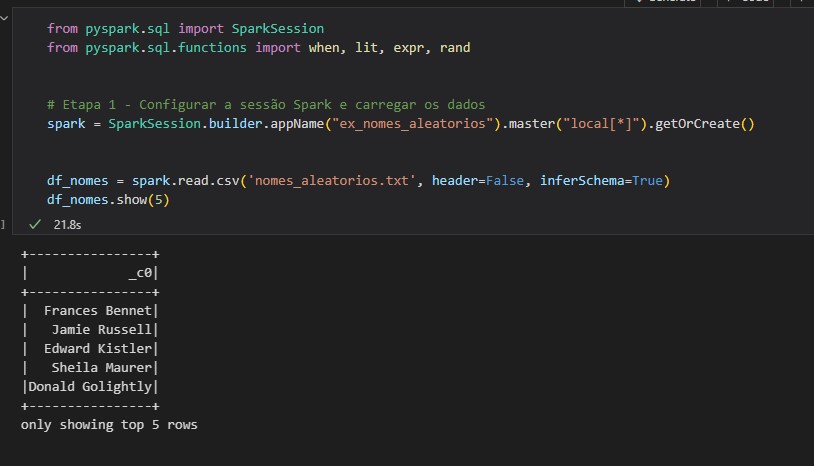 from pyspark.sql import SparkSession
from pyspark.sql.functions import when, lit, expr, rand
# Etapa 1 - Configurar a sessão Spark e carregar os dados
spark = SparkSession.builder.appName("ex_nomes_aleatorios").master("local[*]").getOrCreate()
df_nomes = spark.read.csv('nomes_aleatorios.txt', header=False, inferSchema=True)
df_nomes.show(5)
] ✓ 21.8s
+----------------+
|             _c0|
+----------------+
|  Frances Bennet|
|   Jamie Russell|
|  Edward Kistler|
|   Sheila Maurer|
|Donald Golightly|
+----------------+
only showing top 5 rows